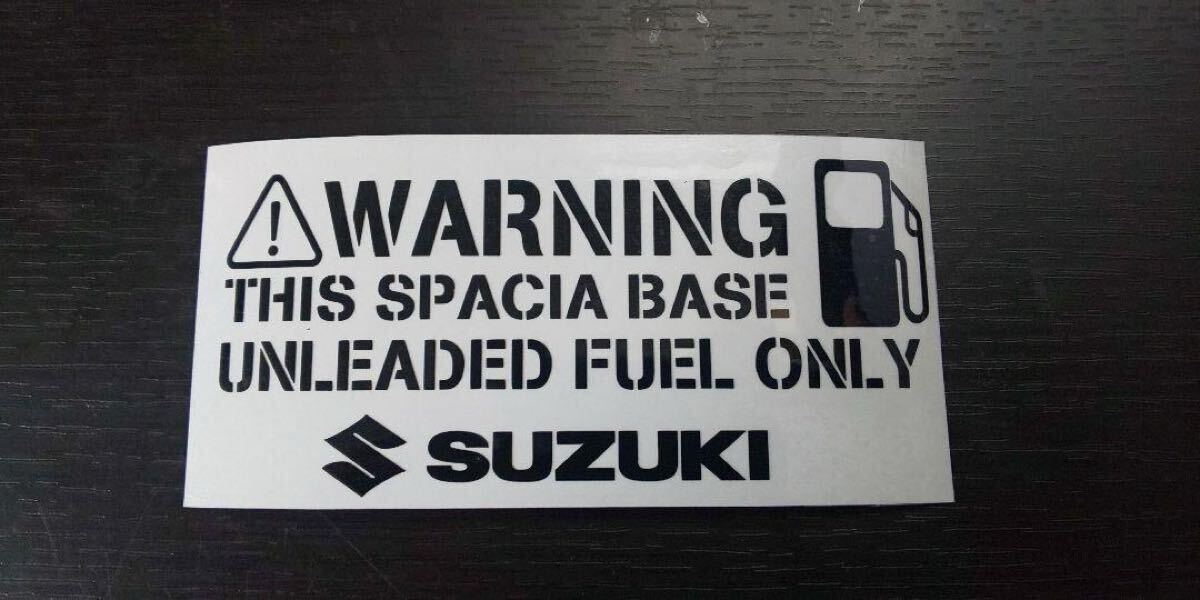 WARNING
THIS SPACIA BASE
UNLEADED FUEL ONLY
SUZUKI